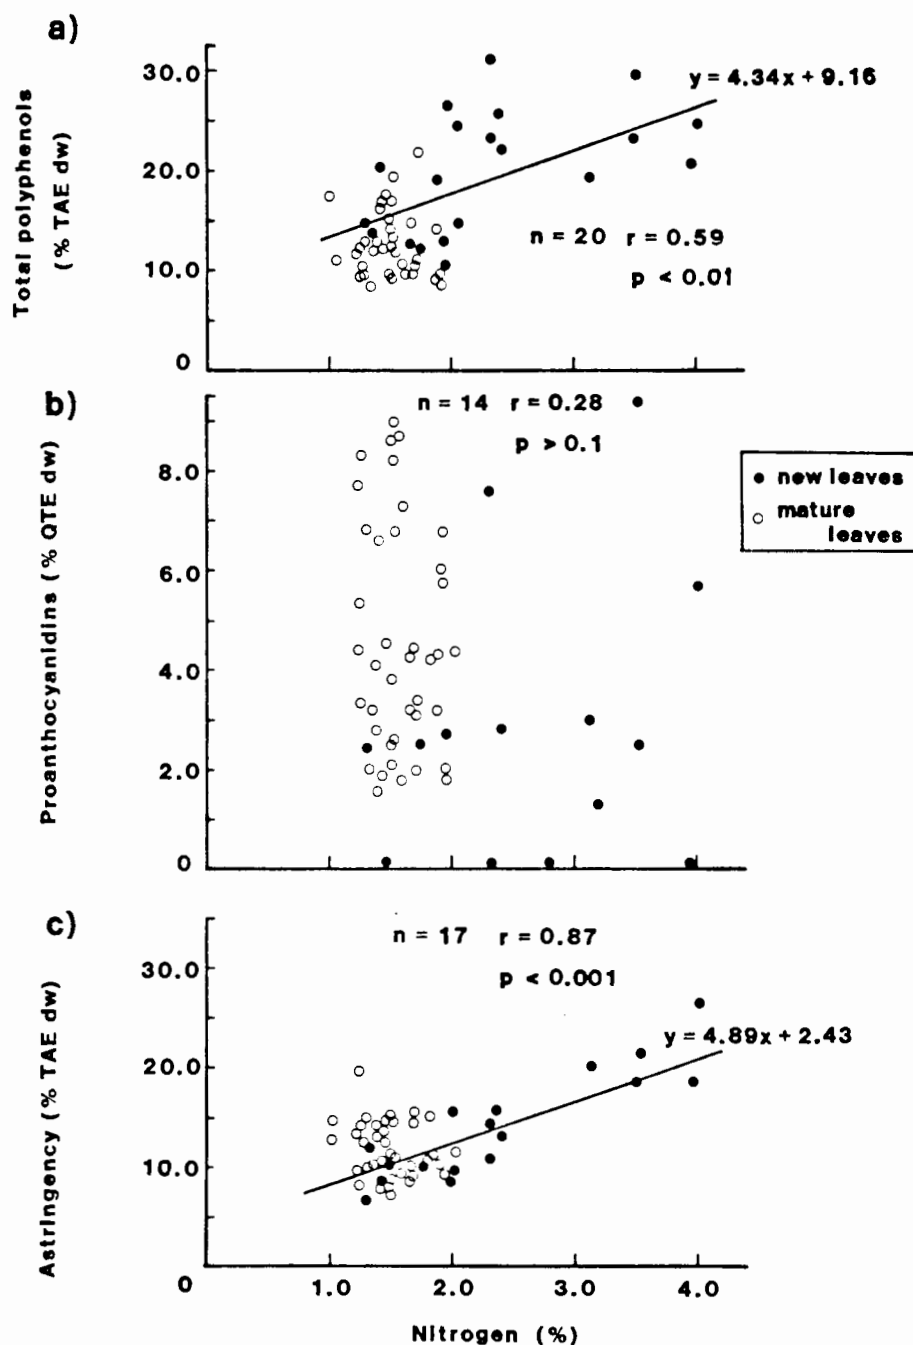 a)
Total polyphenols
(% TAE dw)
30.0
20.0
10.0
0
y = 4.34x + 9.16
n = 20 r = 0.59
p < 0.01
b)
Proanthocyanidins (% QTE dw)
8.0
6.0
4.0
2.0
0
n = 14 r = 0.28
p > 0.1
new leaves
mature
leaves
c)
Astringency (% TAE dw)
30.0
20.0
10.0
0
n = 17 r = 0.87
p < 0.001
y = 4.89x + 2.43
1.0 2.0 3.0 4.0
Nitrogen (%)